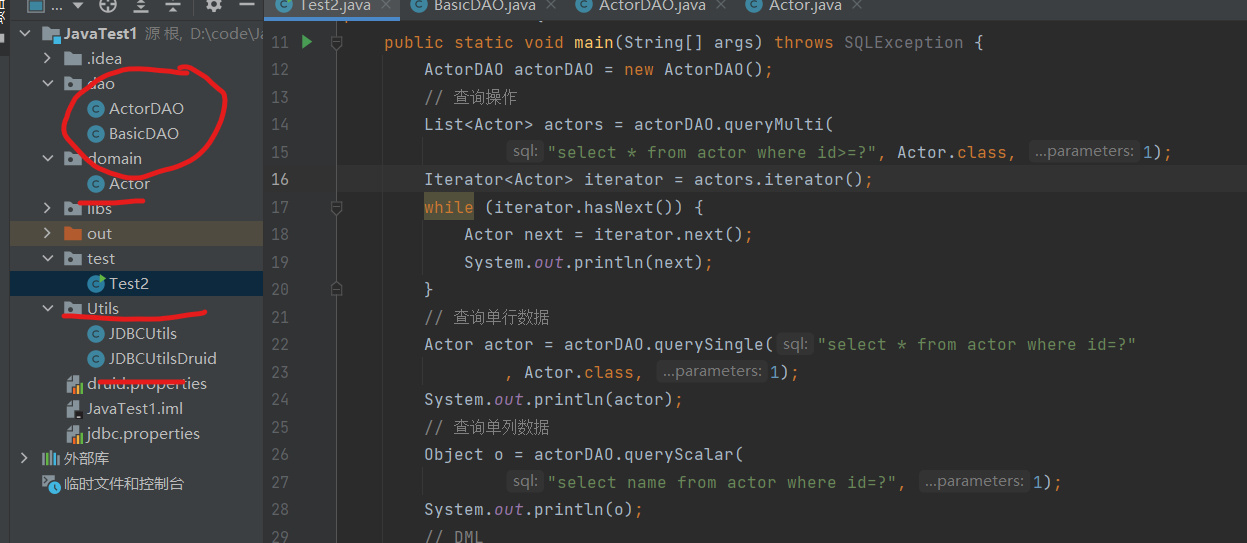 ...
Test2.java
BasicDAO.java
ActorDAO.java
Actor.java
JavaTest1 源根, D:\code\Ja
.idea
dao
ActorDAO
BasicDAO
domain
Actor
libs
out
test
Test2
Utils
JDBCUtils
JDBCUtilsDruid
druid.properties
JavaTest1.iml
jdbc.properties
外部库
临时文件和控制台
11 public static void main(String[] args) throws SQLException {
12 ActorDAO actorDAO = new ActorDAO();
13 // 查询操作
14 List<Actor> actors = actorDAO.queryMulti(
15 sql: "select * from actor where id>=?", Actor.class, ...parameters: 1);
16 Iterator<Actor> iterator = actors.iterator();
17 while (iterator.hasNext()) {
18 Actor next = iterator.next();
19 System.out.println(next);
20 }
21 // 查询单行数据
22 Actor actor = actorDAO.querySingle( sql: "select * from actor where id=?"
23 , Actor.class, ...parameters: 1);
24 System.out.println(actor);
25 // 查询单列数据
26 Object o = actorDAO.queryScalar(
27 sql: "select name from actor where id=?", ...parameters: 1);
28 System.out.println(o);
29 // DML